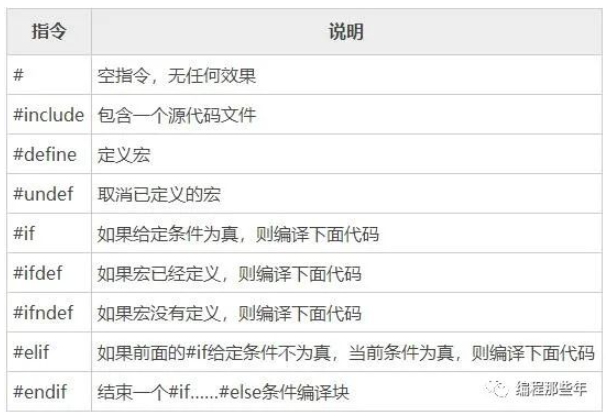 指令 说明
# 空指令，无任何效果
#include 包含一个源代码文件
#define 定义宏
#undef 取消已定义的宏
#if 如果给定条件为真，则编译下面代码
#ifdef 如果宏已经定义，则编译下面代码
#ifndef 如果宏没有定义，则编译下面代码
#elif 如果前面的#if给定条件不为真，当前条件为真，则编译下面代码
#endif 结束一个#if……#else条件编译块
编程那些年